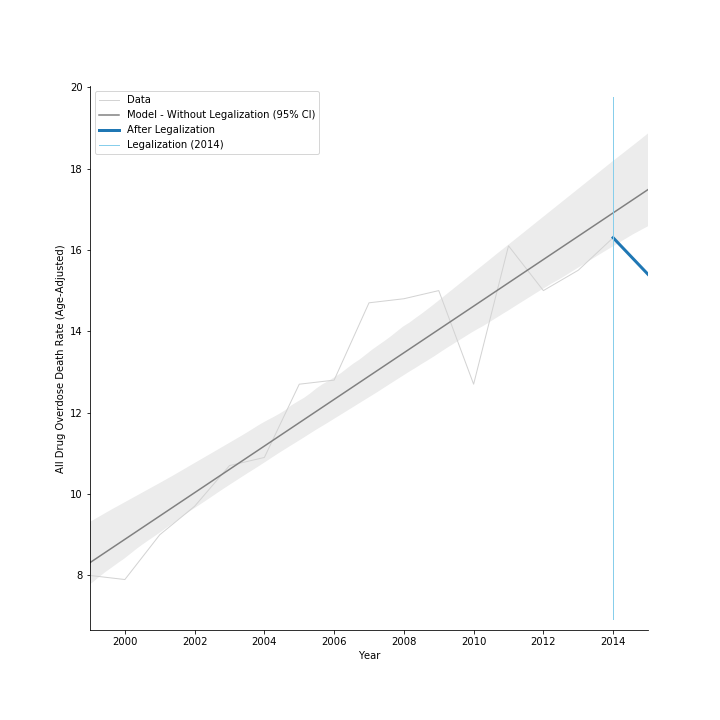 Data
Model - Without Legalization (95% CI)
After Legalization
Legalization (2014)
All Drug Overdose Death Rate (Age-Adjusted)
20
18
16
14
12
10
8
2000 2002 2004 2006 2008 2010 2012 2014
Year